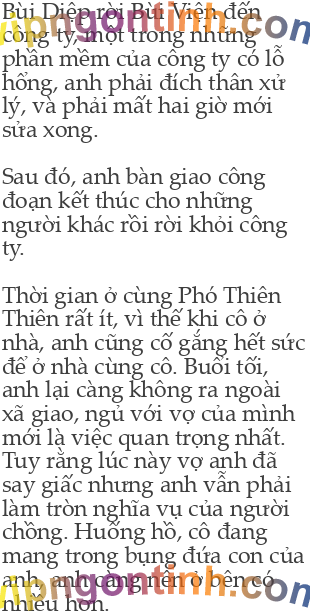 Bùi Diệp rời Bùi Viện đến
công ty, một trong những
phần mềm của công ty có lỗ
hổng, anh phải đích thân xử
lý, và phải mất hai giờ mới
sửa xong.
Sau đó, anh bàn giao công
đoạn kết thúc cho những
người khác rồi rời khỏi công
ty.
Thời gian ở cùng Phó Thiên
Thiên rất ít, vì thế khi cô ở
nhà, anh cũng cố gắng hết sức
để ở nhà cùng cô. Buổi tối,
anh lại càng không ra ngoài
xã giao, ngủ với vợ của mình
mới là việc quan trọng nhất.
Tuy rằng lúc này vợ anh đã
say giấc nhưng anh vẫn phải
làm tròn nghĩa vụ của người
chồng. Huống hồ, cô đang
mang trong bụng đứa con của
anh, anh càng nên ở bên cô
nhiều hơn.